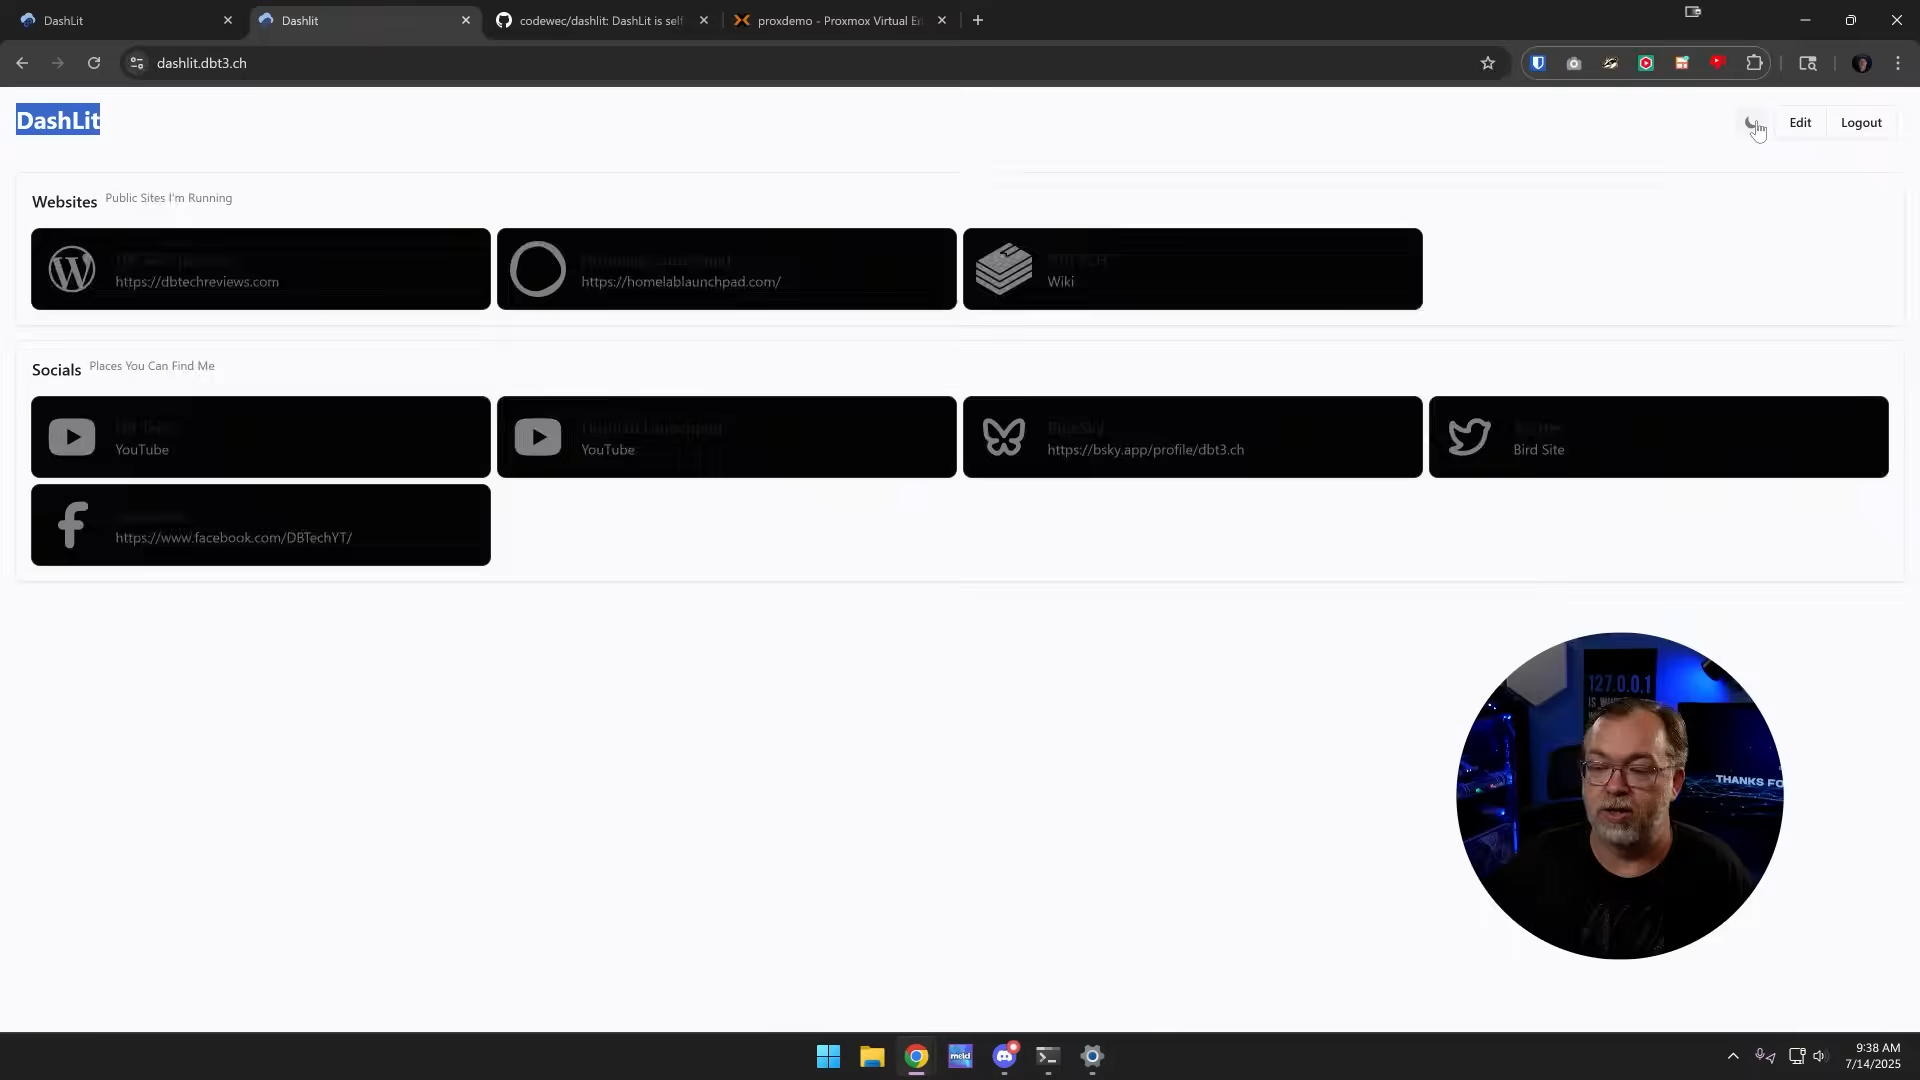 DashLit
Dashlit
codewec/dashlit: DashLit is self
proxdemo - Proxmox Virtual En
dashlit.dbt3.ch
DashLit
Edit
Logout
Websites
Public Sites I'm Running
https://dbtechreviews.com
https://homelablaunchpad.com/
Wiki
Socials
Places You Can Find Me
YouTube
YouTube
BlueSky
https://bsky.app/profile/dbt3.ch
Bird Site
https://www.facebook.com/DBTechYT/
127.0.0.1
THANKS FO
meld
9:38 AM
7/14/2025